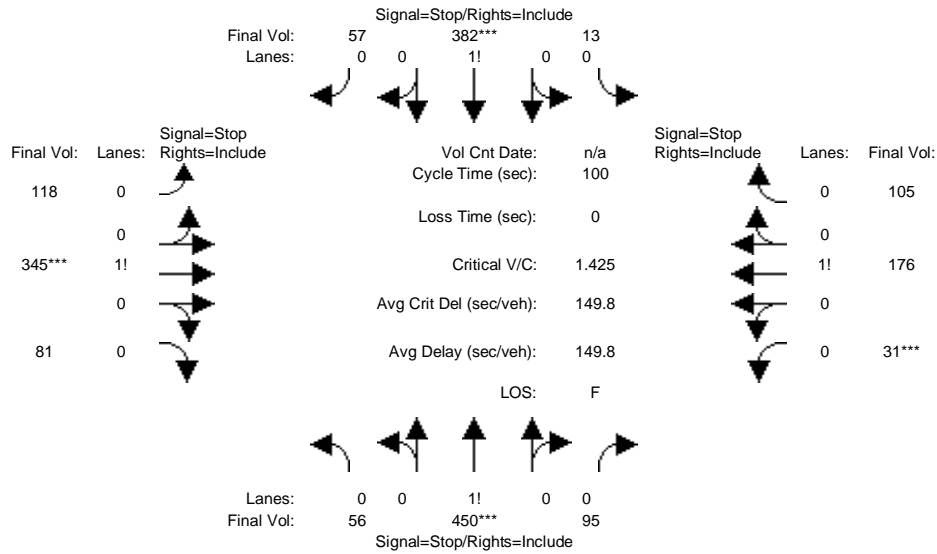 Signal=Stop/Rights=Include
Final Vol: 57 382*** 13
Lanes: 0 0 1! 0 0
Signal=Stop
Final Vol: Lanes: Rights=Include
Vol Cnt Date: n/a
Signal=Stop
Rights=Include Lanes: Final Vol:
Cycle Time (sec): 100
118 0
0 105
Loss Time (sec): 0
0
0
345*** 1!
Critical V/C: 1.425
1! 176
0
Avg Crit Del (sec/veh): 149.8
0
81 0
Avg Delay (sec/veh): 149.8
0 31***
LOS: F
Lanes: 0 0 1! 0 0
Final Vol: 56 450*** 95
Signal=Stop/Rights=Include